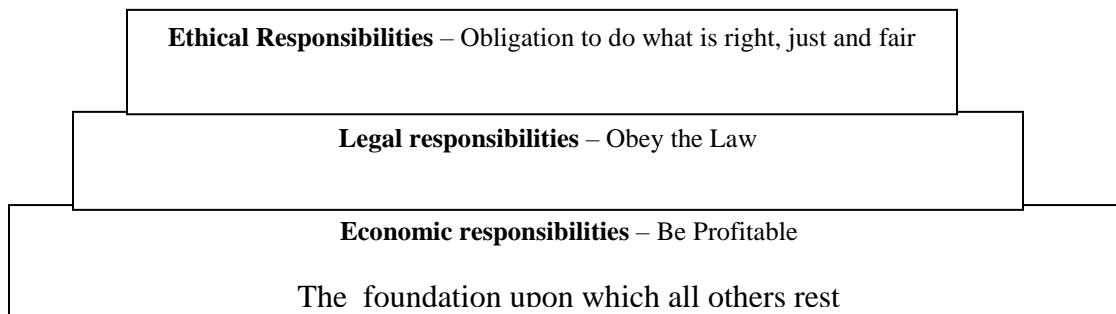 Ethical Responsibilities – Obligation to do what is right, just and fair
Legal responsibilities – Obey the Law
Economic responsibilities – Be Profitable
The foundation upon which all others rest